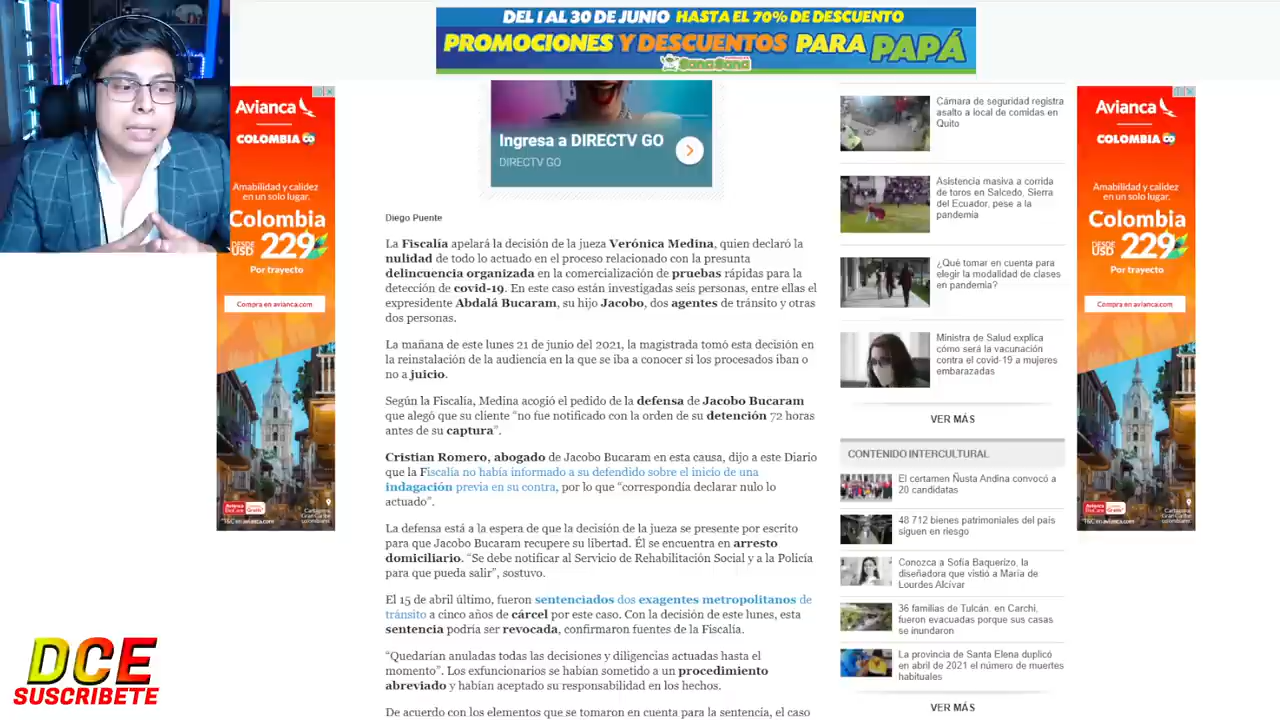 DEL 1 AL 30 DE JUNIO HASTA EL 70% DE DESCUENTO
PROMOCIONES Y DESCUENTOS PARA PAPÁ
SanaSana
Avianca
COLOMBIA CO
Amabilidad y calidez
en un solo lugar.
Colombia
DESDE
USD 229
Por trayecto
Compra en avianca.com
Ingresa a DIRECTV GO
DIRECTV GO
Diego Puente
La Fiscalía apelará la decisión de la jueza Verónica Medina, quien declaró la
nulidad de todo lo actuado en el proceso relacionado con la presunta
delincuencia organizada en la comercialización de pruebas rápidas para la
detección de covid-19. En este caso están investigadas seis personas, entre ellas el
expresidente Abdalá Bucaram, su hijo Jacobo, dos agentes de tránsito y otras
dos personas.
La mañana de este lunes 21 de junio del 2021, la magistrada tomó esta decisión en
la reinstalación de la audiencia en la que se iba a conocer si los procesados iban o
no a juicio.
Según la Fiscalía, Medina acogió el pedido de la defensa de Jacobo Bucaram
que alegó que su cliente “no fue notificado con la orden de su detención 72 horas
antes de su captura”.
Cristian Romero, abogado de Jacobo Bucaram en esta causa, dijo a este Diario
que la Fiscalía no había informado a su defendido sobre el inicio de una
indagación previa en su contra, por lo que “correspondía declarar nulo lo
actuado”.
La defensa está a la espera de que la decisión de la jueza se presente por escrito
para que Jacobo Bucaram recupere su libertad. Él se encuentra en arresto
domiciliario. “Se debe notificar al Servicio de Rehabilitación Social y a la Policía
para que pueda salir”, sostuvo.
El 15 de abril último, fueron sentenciados dos exagentes metropolitanos de
tránsito a cinco años de cárcel por este caso. Con la decisión de este lunes, esta
sentencia podría ser revocada, confirmaron fuentes de la Fiscalía.
“Quedarían anuladas todas las decisiones y diligencias actuadas hasta el
momento”. Los exfuncionarios se habían sometido a un procedimiento
abreviado y habían aceptado su responsabilidad en los hechos.
De acuerdo con los elementos que se tomaron en cuenta para la sentencia, el caso
Cámara de seguridad registra
asalto a local de comidas en
Quito
Asistencia masiva a corrida
de toros en Salcedo, Sierra
del Ecuador, pese a la
pandemia
¿Qué tomar en cuenta para
elegir la modalidad de clases
en pandemia?
Ministra de Salud explica
cómo será la vacunación
contra el covid-19 a mujeres
embarazadas
VER MÁS
CONTENIDO INTERCULTURAL
El certamen Ñusta Andina convocó a
20 candidatas
48 712 bienes patrimoniales del país
siguen en riesgo
Conozca a Sofía Baquerizo, la
diseñadora que vistió a María de
Lourdes Alcívar
36 familias de Tulcán, en Carchi,
fueron evacuadas porque sus casas
se inundaron
La provincia de Santa Elena duplicó
en abril de 2021 el número de muertes
habituales
VER MÁS
Avianca
COLOMBIA CO
Amabilidad y calidez
en un solo lugar.
Colombia
DESDE
USD 229
Por trayecto
Compra en avianca.com
DCE
SUSCRIBETE